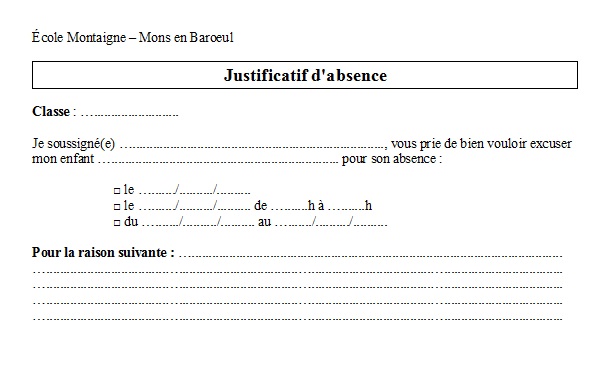 École Montaigne – Mons en Baroeul
Justificatif d'absence
Classe : .............................
Je soussigné(e) ................................................................................, vous prie de bien vouloir excuser
mon enfant ......................................................................... pour son absence :
□ le ........../........../..........
□ le ........../........../.......... de ..........h à ..........h
□ du ........../........../.......... au ........../........../..........
Pour la raison suivante : ....................................................................................................................
................................................................................................................................................................
................................................................................................................................................................
................................................................................................................................................................
................................................................................................................................................................